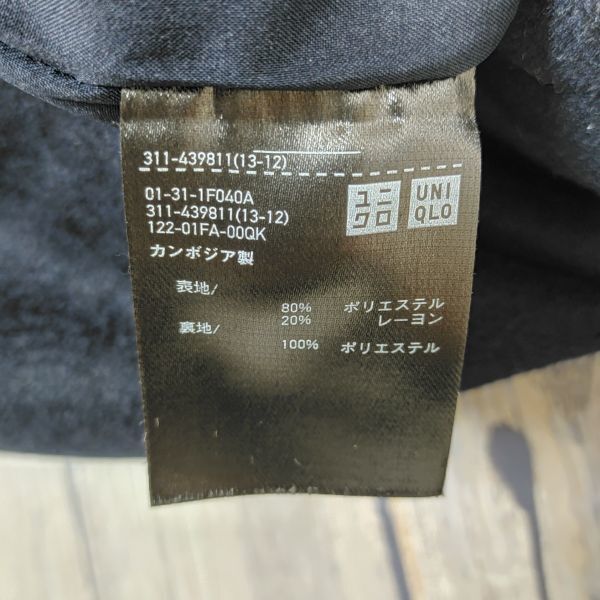 311-439811(13-12)
01-31-1F040A
311-439811(13-12)
122-01FA-00QK
カンボジア製
ユニ
クロ
UNI
QLO
表地/
80% ポリエステル
20% レーヨン
裏地/
100% ポリエステル